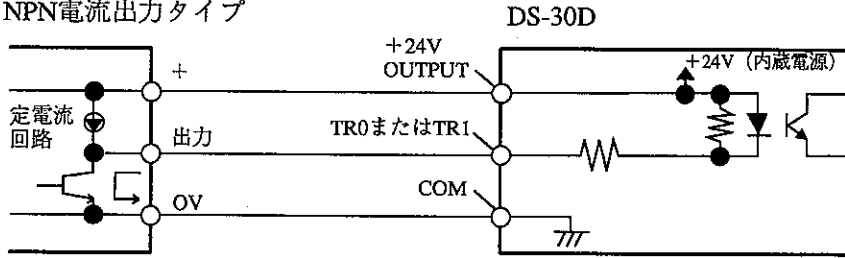 NPN電流出力タイプ
DS-30D
+
+24V
OUTPUT
+24V (内蔵電源)
定電流
回路
出力
TR0またはTR1
COM
OV